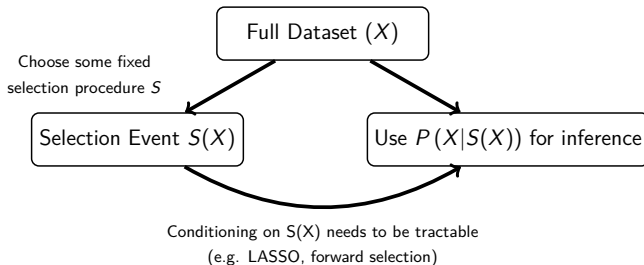 Full Dataset (X)
Choose some fixed
selection procedure S
Selection Event S(X)
Use P (X|S(X)) for inference
Conditioning on S(X) needs to be tractable
(e.g. LASSO, forward selection)